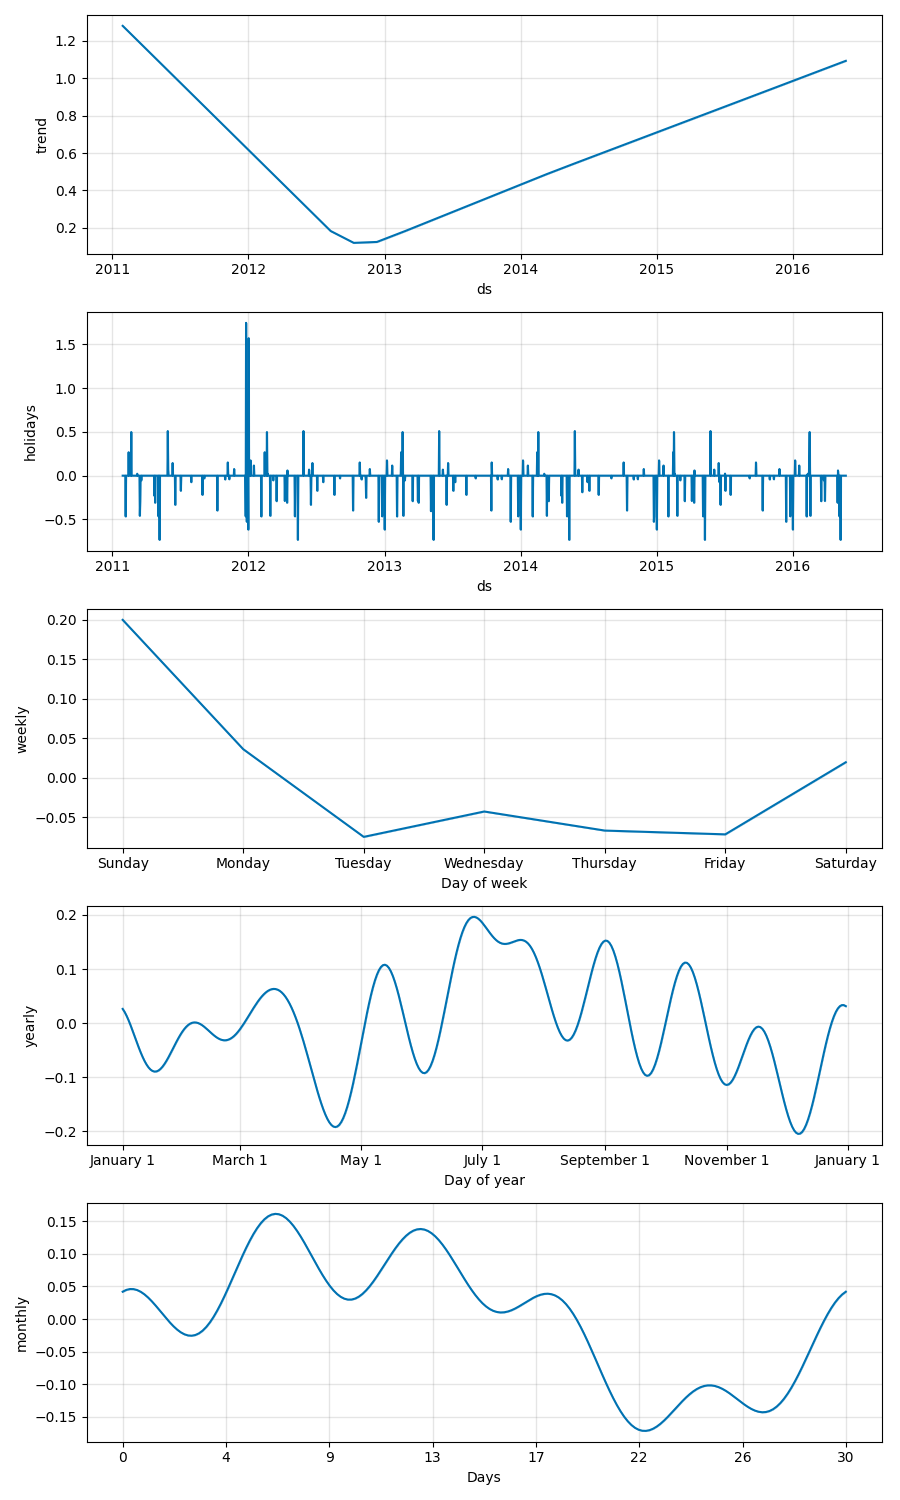 trend
1.2
1.0
0.8
0.6
0.4
0.2
2011 2012 2013 2014 2015 2016
ds
holidays
1.5
1.0
0.5
0.0
−0.5
2011 2012 2013 2014 2015 2016
ds
weekly
0.20
0.15
0.10
0.05
0.00
−0.05
Sunday Monday Tuesday Wednesday Thursday Friday Saturday
Day of week
yearly
0.2
0.1
0.0
−0.1
−0.2
January 1 March 1 May 1 July 1 September 1 November 1 January 1
Day of year
monthly
0.15
0.10
0.05
0.00
−0.05
−0.10
−0.15
0 4 9 13 17 22 26 30
Days